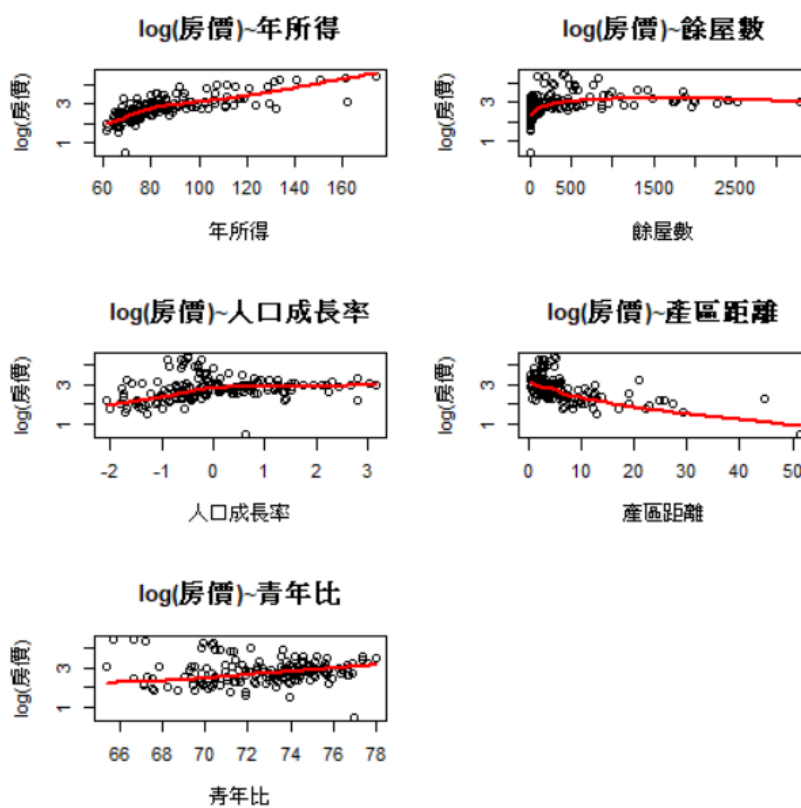 log(房價)~年所得
log(房價)
3
1
60 80 100 120 140 160
年所得
log(房價)~餘屋數
log(房價)
3
1
0 500 1500 2500
餘屋數
log(房價)~人口成長率
log(房價)
3
1
-2 -1 0 1 2 3
人口成長率
log(房價)~產區距離
log(房價)
3
1
0 10 20 30 40 50
產區距離
log(房價)~青年比
log(房價)
3
1
66 68 70 72 74 76 78
青年比